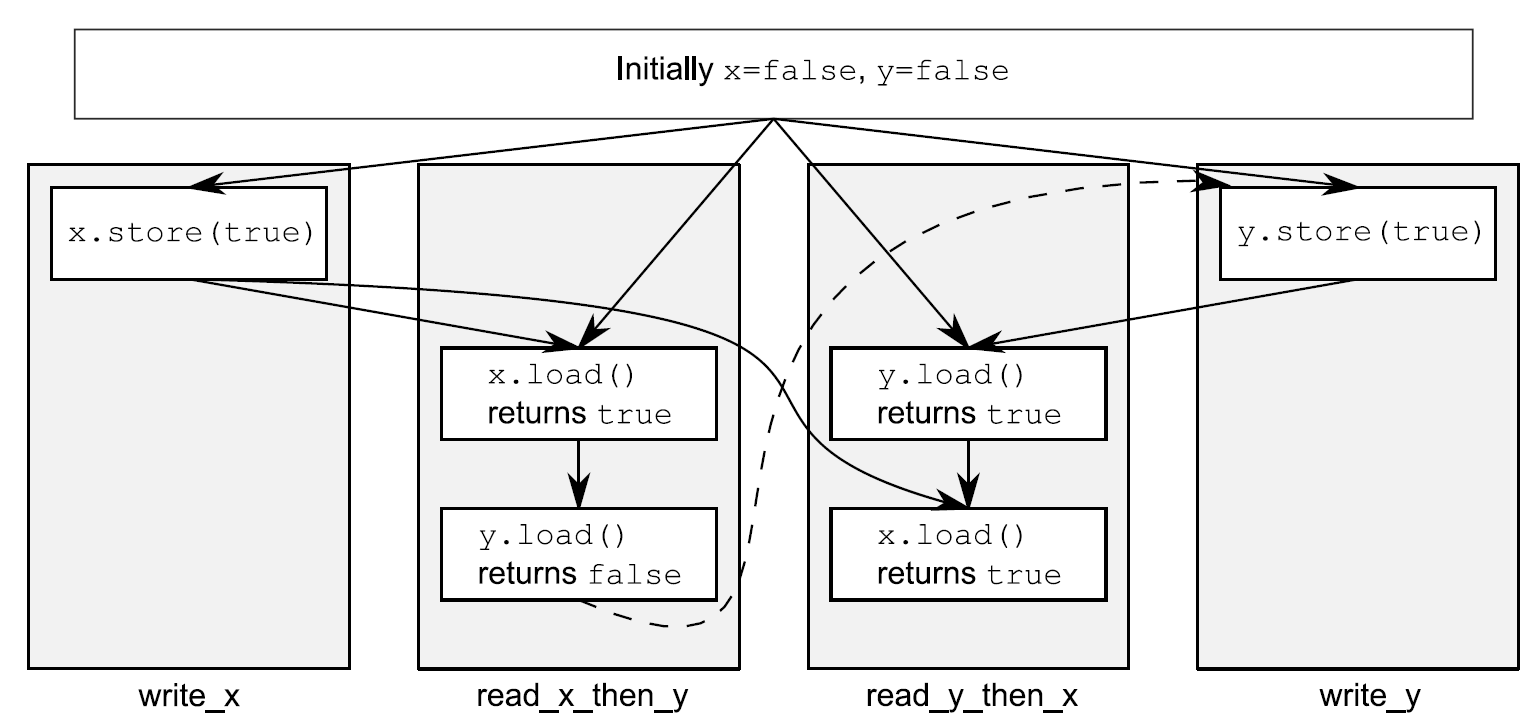 Initially x=false, y=false
x.store(true)
y.store(true)
x.load()
returns true
y.load()
returns true
y.load()
returns false
x.load()
returns true
write_x
read_x_then_y
read_y_then_x
write_y